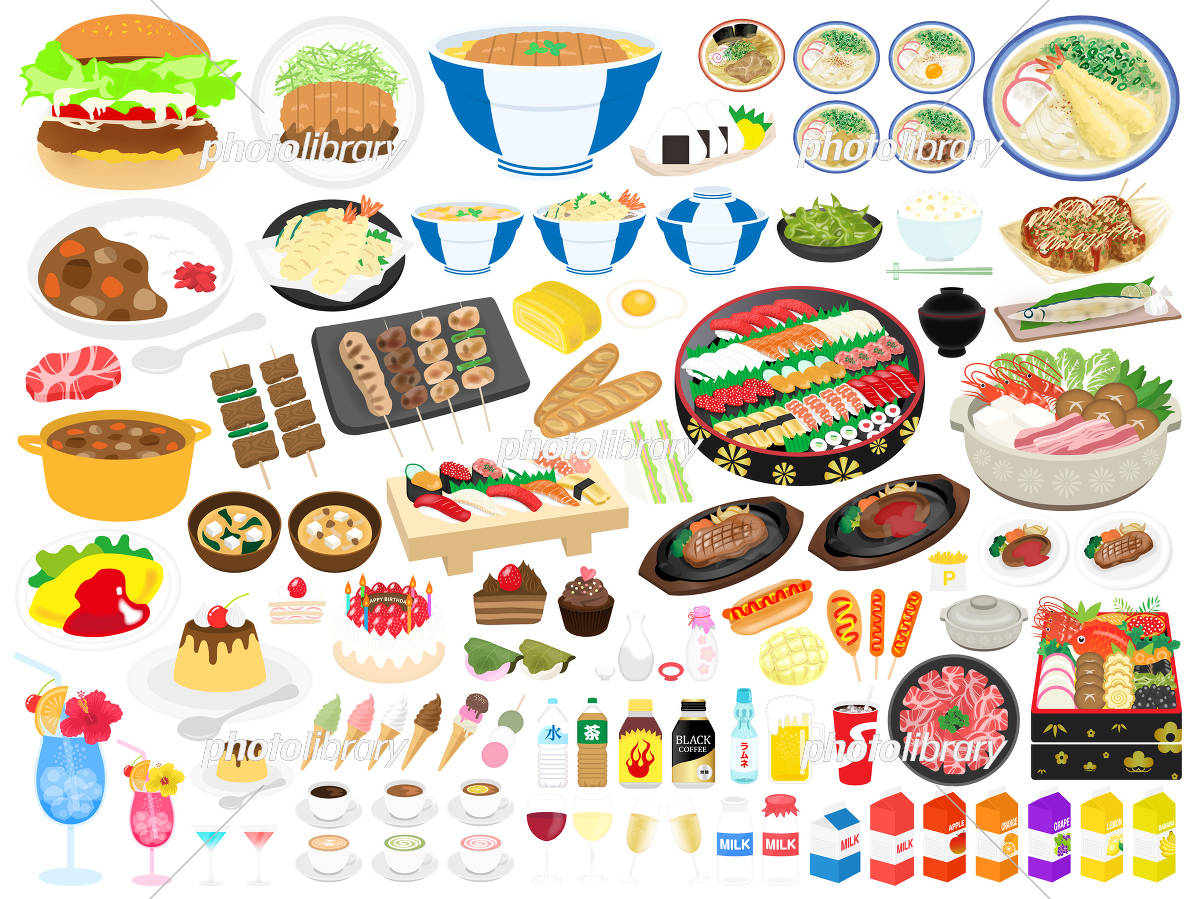 photolibrary
photolibrary
photolibrary
HAPPY BIRTHDAY
P
水
茶
BLACK
COFFEE
ラムネ
photolibrary
photolibrary
MILK
MILK
MILK
MILK
APPLE
ORANGE
GRAPE
LEMON
BANANA